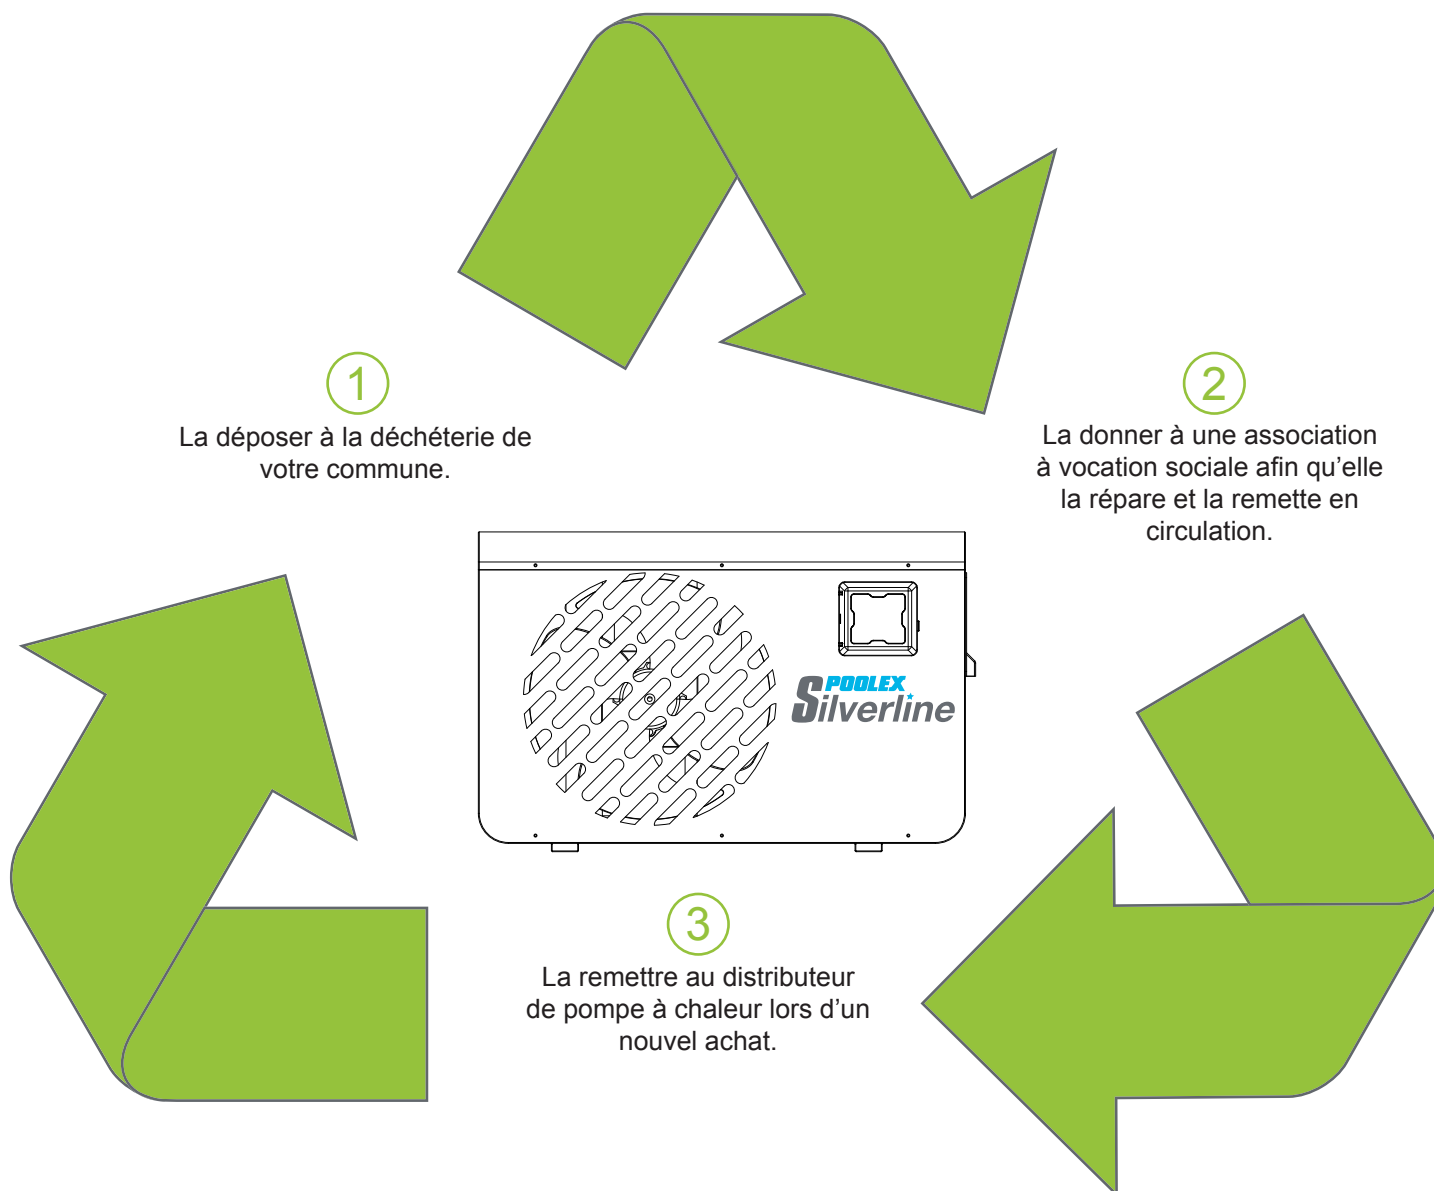 1
La déposer à la déchéterie de
votre commune.
2
La donner à une association
à vocation sociale afin qu’elle
la répare et la remette en
circulation.
POOLEX
Silverline
3
La remettre au distributeur
de pompe à chaleur lors d’un
nouvel achat.